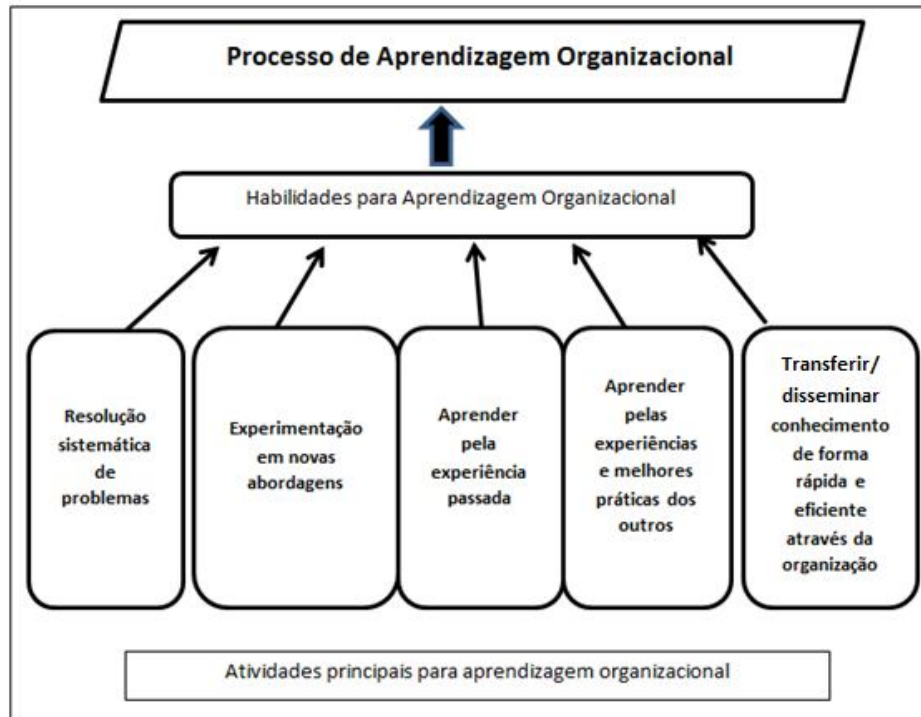 Processo de Aprendizagem Organizacional
Habilidades para Aprendizagem Organizacional
Resolução
sistemática
de
problemas
Experimentação
em novas
abordagens
Aprender
pela
experiência
passada
Aprender
pelas
experiências
e melhores
práticas dos
outros
Transferir/
disseminar
conhecimento
de forma
rápida e
eficiente
através da
organização
Atividades principais para aprendizagem organizacional